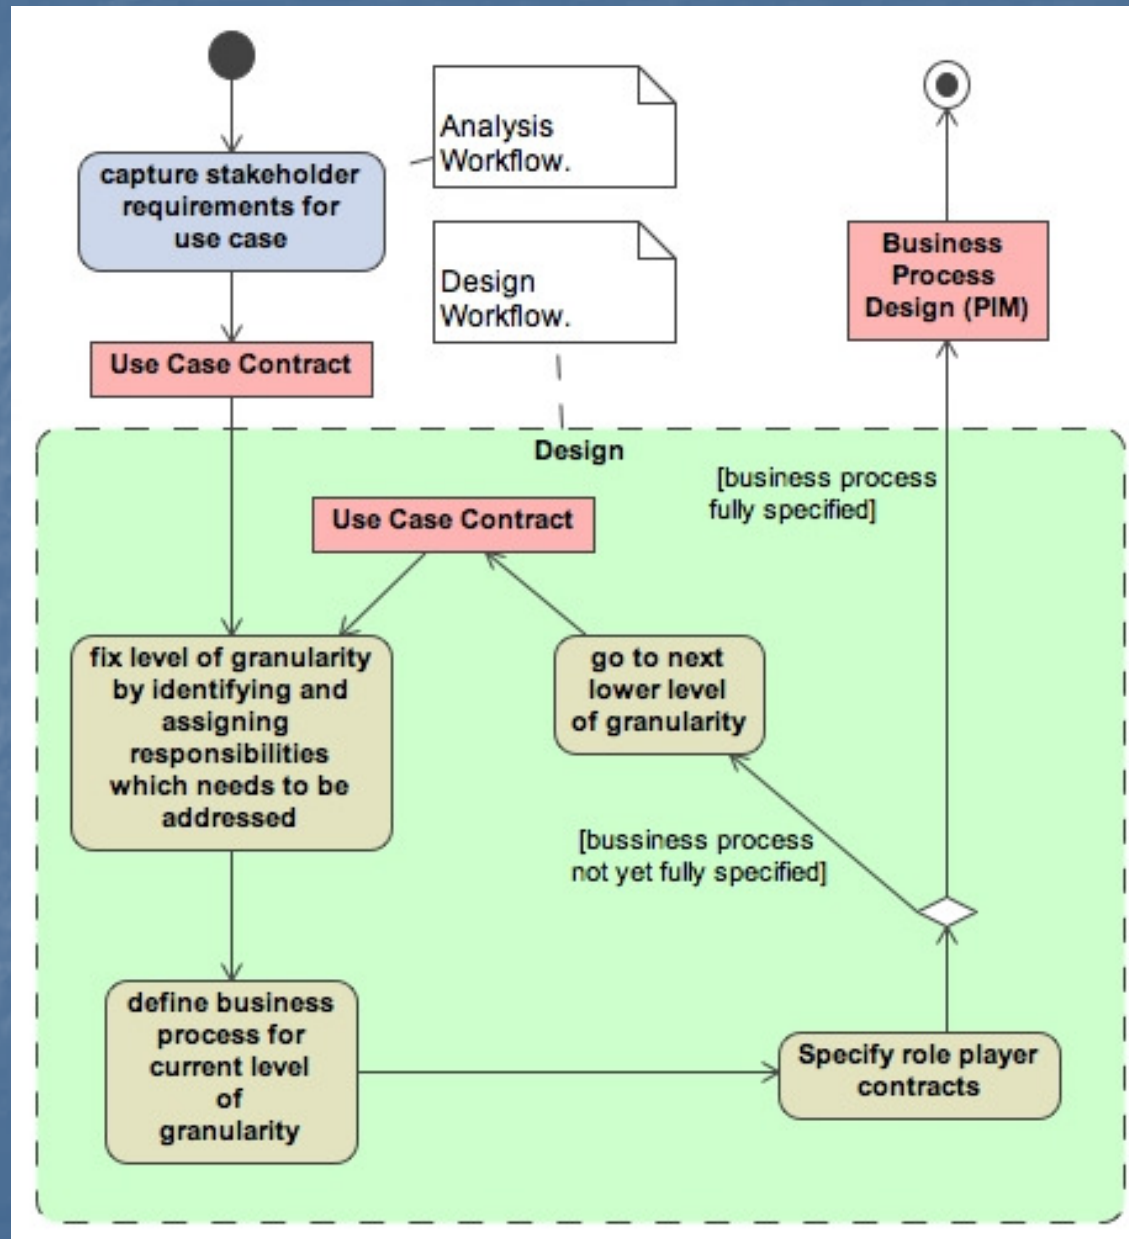 Analysis
Workflow.
capture stakeholder
requirements for
use case
Design
Workflow.
Business
Process
Design (PIM)
Use Case Contract
Design
[business process
fully specified]
Use Case Contract
fix level of granularity
by identifying and
assigning
responsibilities
which needs to be
addressed
go to next
lower level
of granularity
[bussiness process
not yet fully specified]
define business
process for
current level
of
granularity
Specify role player
contracts